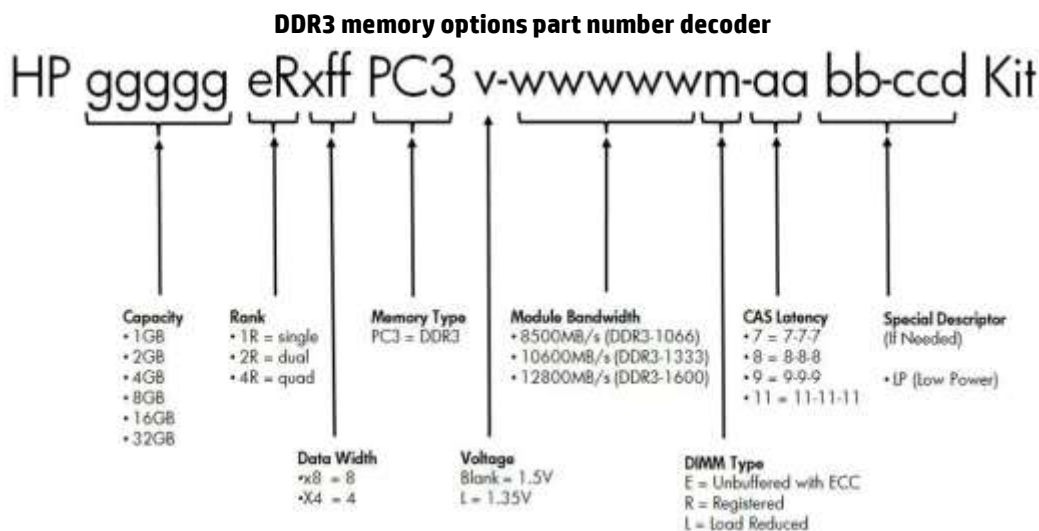 DDR3 memory options part number decoder
HP ggggg eRxff PC3 v-wwwwwm-aa bb-ccd Kit
Capacity
• 1GB
• 2GB
• 4GB
• 8GB
• 16GB
• 32GB
Rank
• 1R = single
• 2R = dual
• 4R = quad
Memory Type
PC3 = DDR3
Module Bandwidth
• 8500MB/s (DDR3-1066)
• 10600MB/s (DDR3-1333)
• 12800MB/s (DDR3-1600)
CAS Latency
• 7 = 7-7-7
• 8 = 8-8-8
• 9 = 9-9-9
• 11 = 11-11-11
Special Descriptor
(If Needed)
• LP (Low Power)
Data Width
•x8 = 8
•X4 = 4
Voltage
Blank = 1.5V
L = 1.35V
DIMM Type
E = Unbuffered with ECC
R = Registered
L = Load Reduced